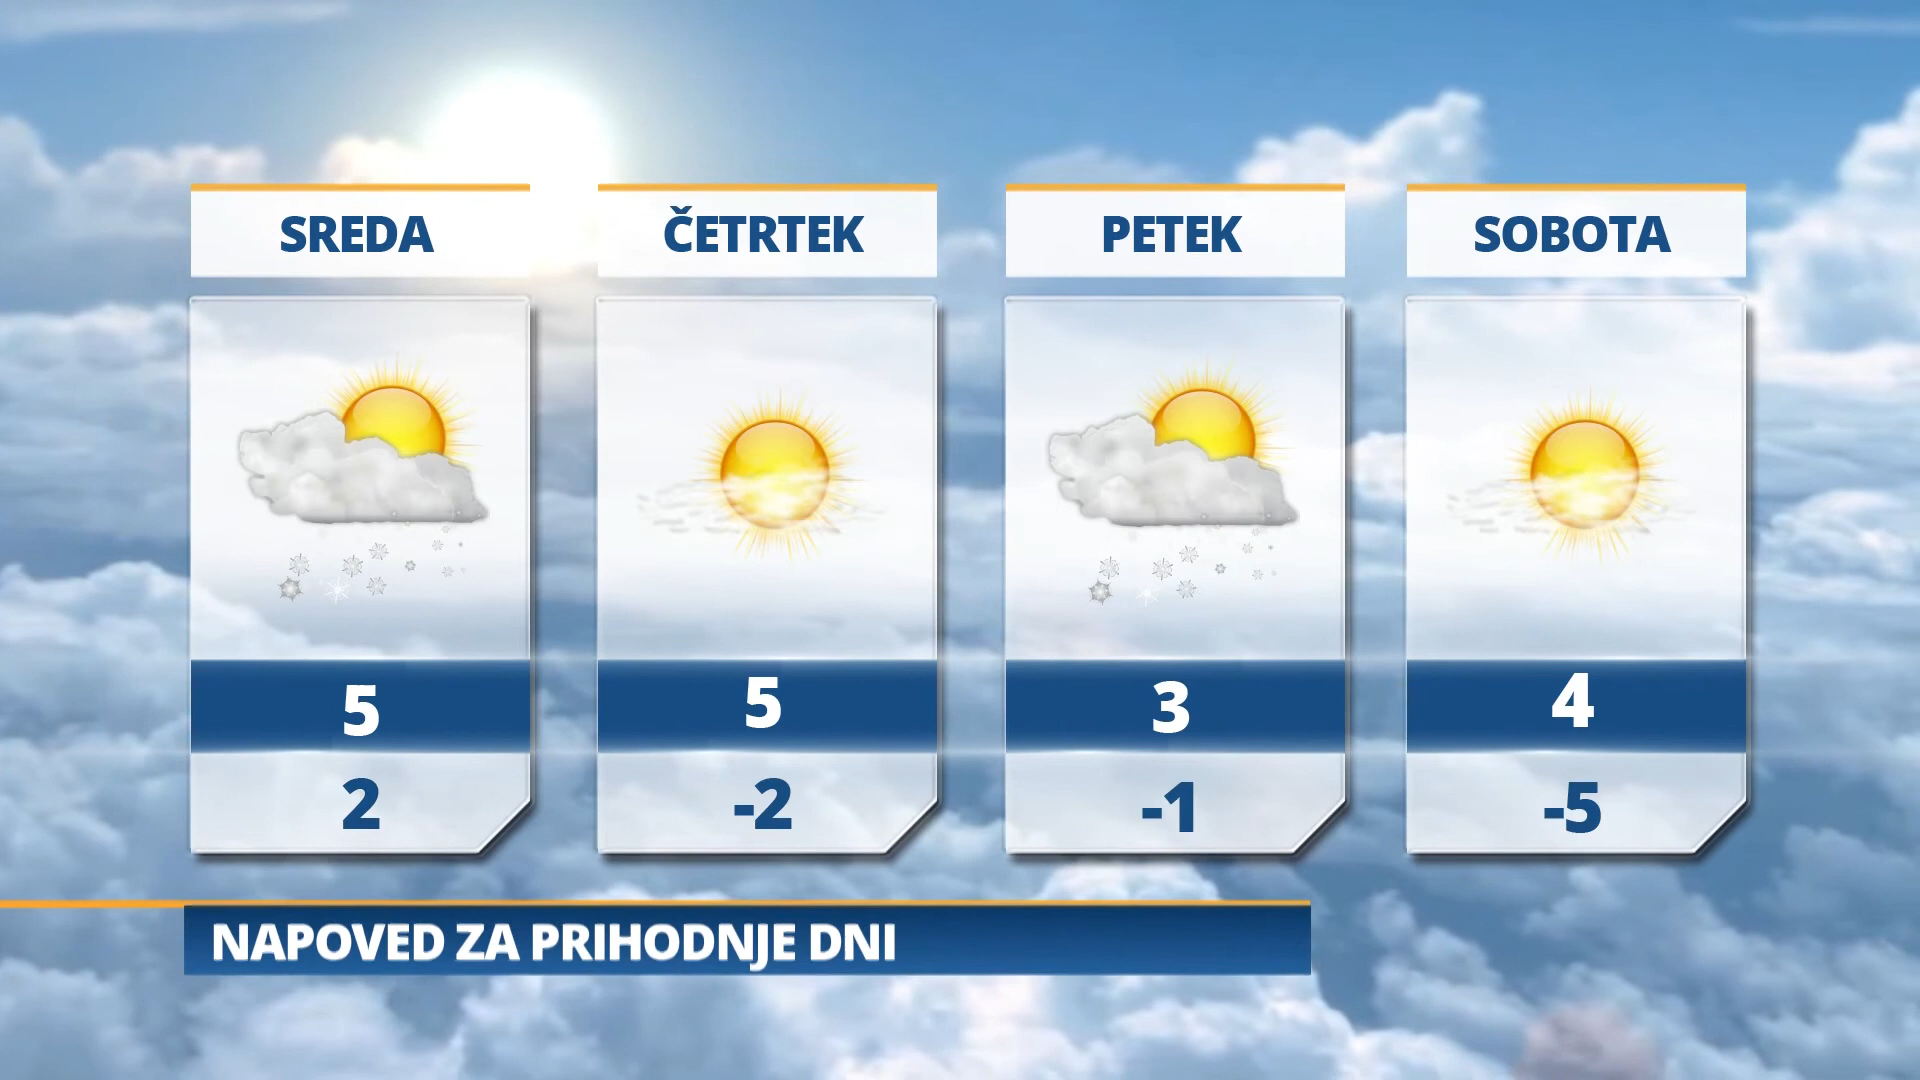 SREDA
ČETRTEK
PETEK
SOBOTA
5
5
3
4
2
-2
-1
-5
NAPOVED ZA PRIHODNJE DNI